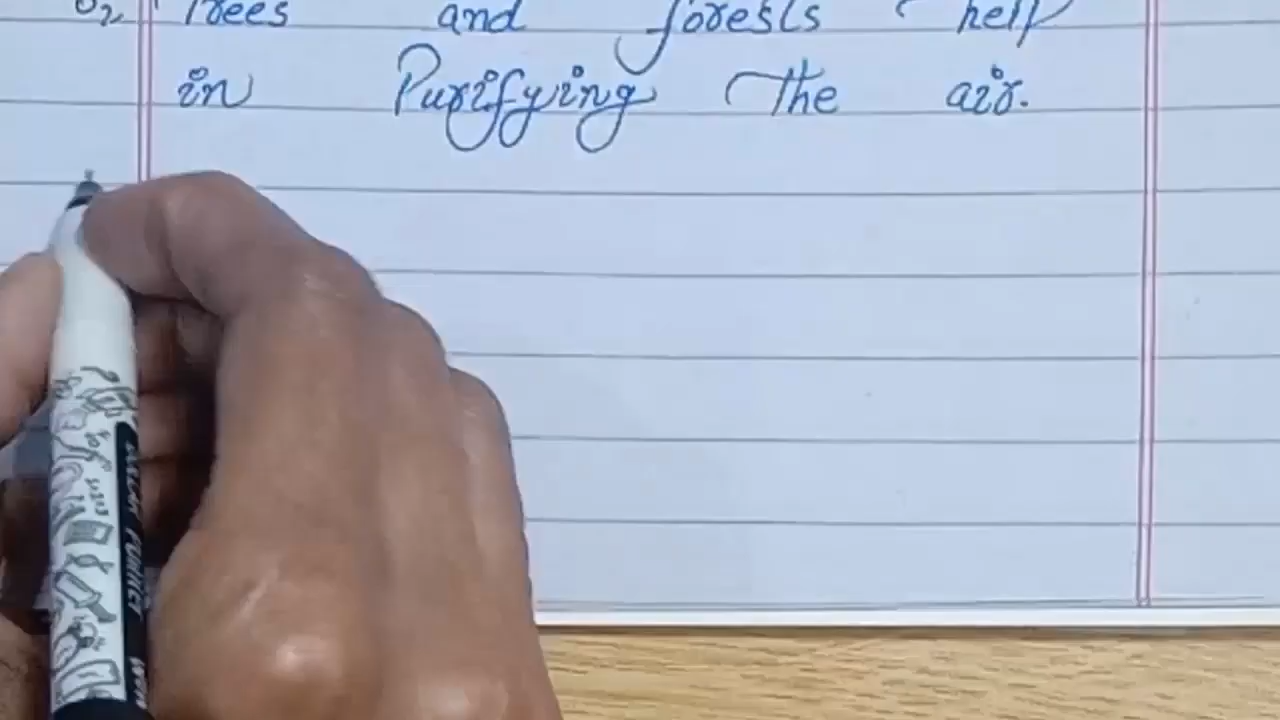 Trees and forests help
in Purifying The air.